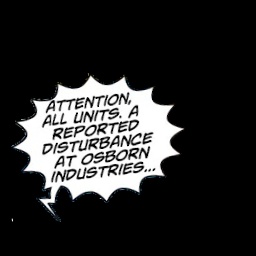 ATTENTION,
ALL UNITS. A
REPORTED
DISTURBANCE
AT OSBORN
INDUSTRIES...